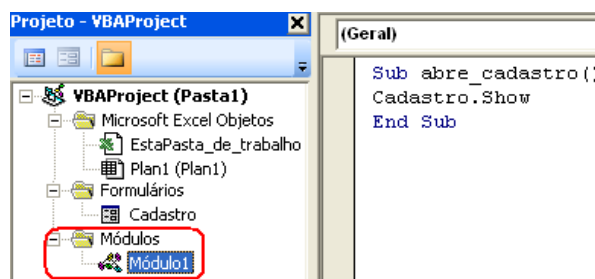 Projeto - VBAProject
VBAProject (Pasta1)
Microsoft Excel Objetos
EstaPasta_de_trabalho
Plan1 (Plan1)
Formulários
Cadastro
Módulos
Módulo1
(Geral)
Sub abre_cadastro()
Cadastro.Show
End Sub